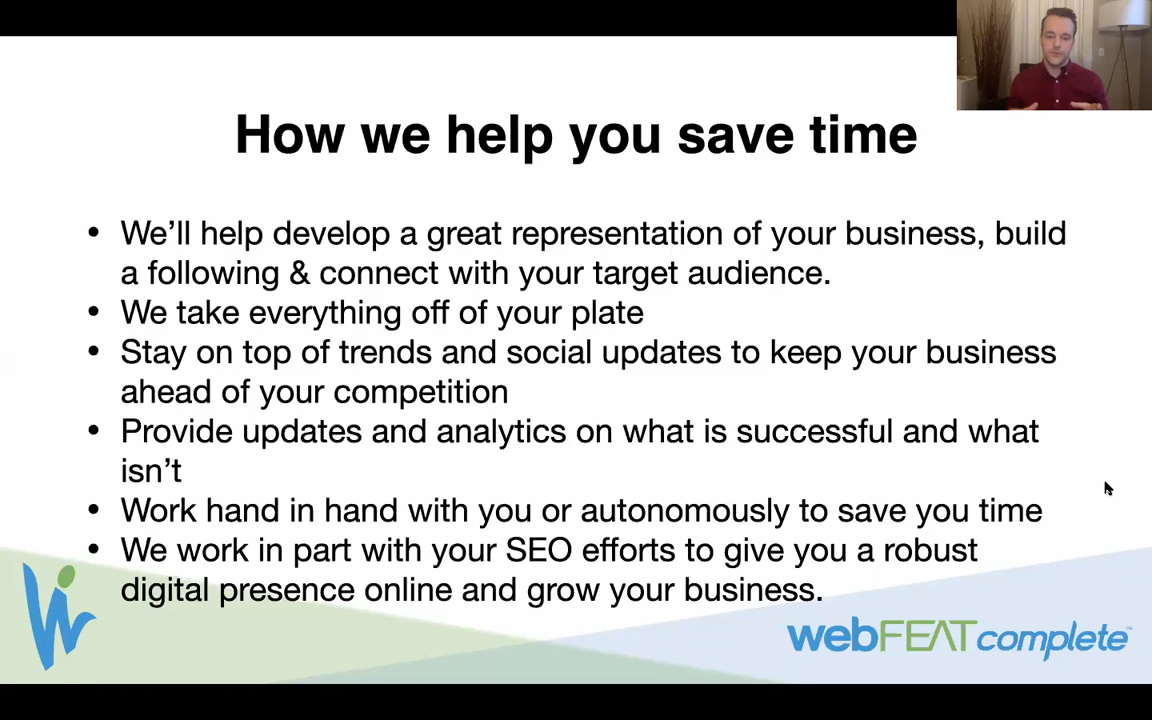 How we help you save time
• We’ll help develop a great representation of your business, build
a following & connect with your target audience.
• We take everything off of your plate
• Stay on top of trends and social updates to keep your business
ahead of your competition
• Provide updates and analytics on what is successful and what
isn’t
• Work hand in hand with you or autonomously to save you time
• We work in part with your SEO efforts to give you a robust
digital presence online and grow your business.
webFEAT complete™